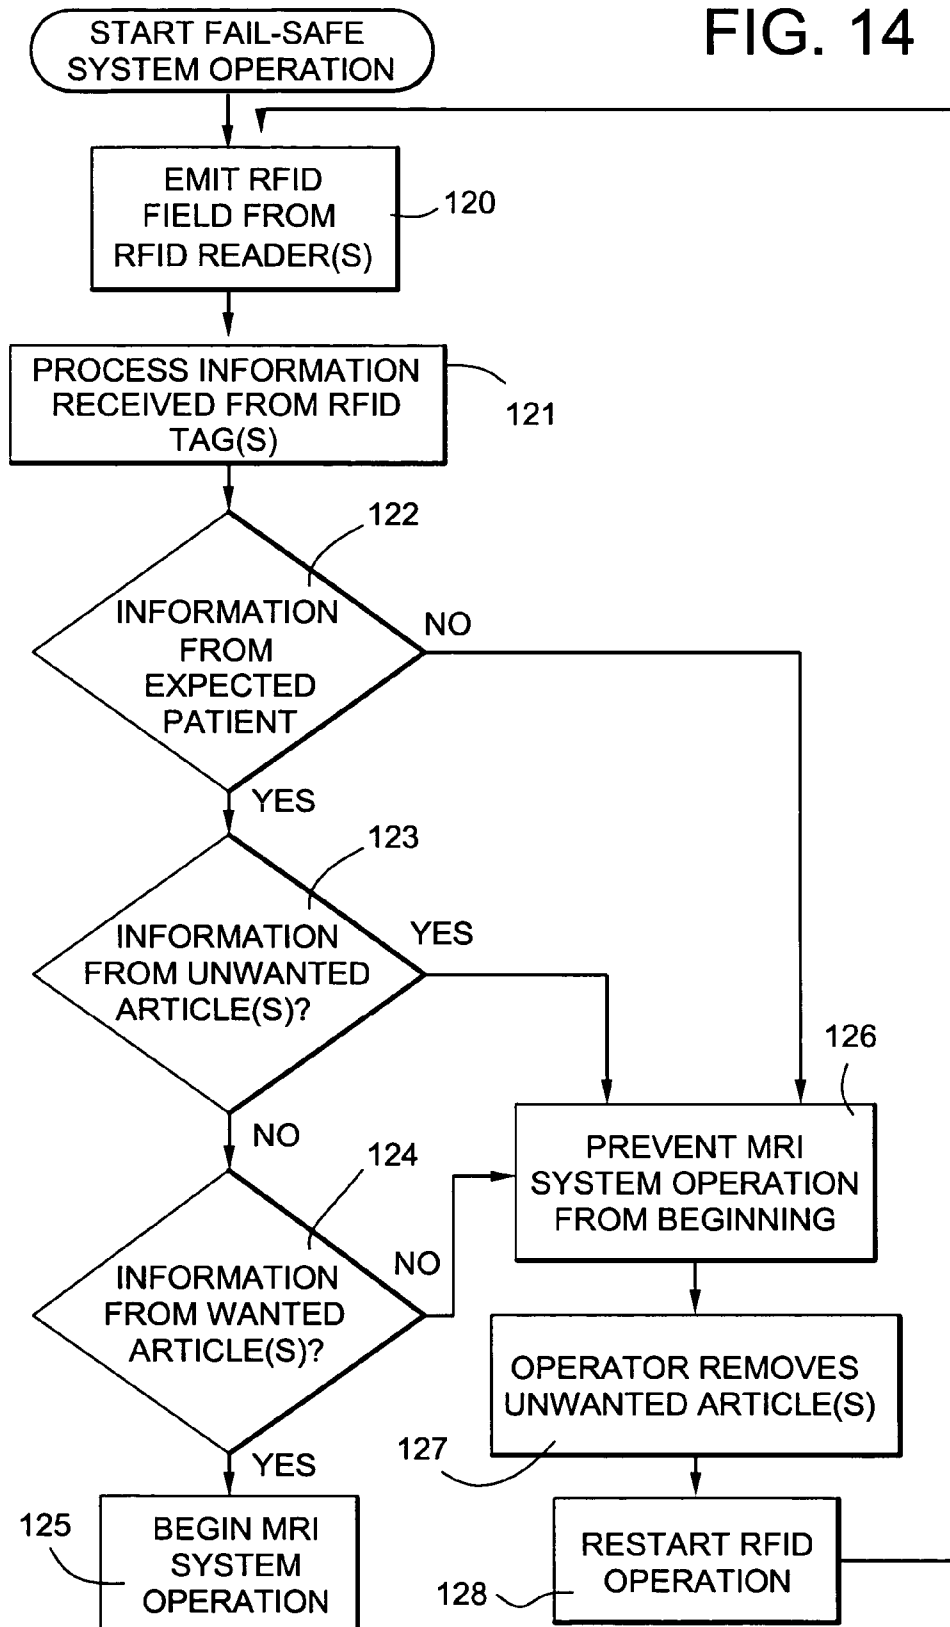 FIG. 14
START FAIL-SAFE
SYSTEM OPERATION
EMIT RFID
FIELD FROM
RFID READER(S)
120
PROCESS INFORMATION
RECEIVED FROM RFID
TAG(S)
121
122
INFORMATION
FROM
EXPECTED
PATIENT
NO
YES
123
INFORMATION
FROM UNWANTED
ARTICLE(S)?
YES
NO
124
INFORMATION
FROM WANTED
ARTICLE(S)?
NO
YES
125
BEGIN MRI
SYSTEM
OPERATION
126
PREVENT MRI
SYSTEM OPERATION
FROM BEGINNING
OPERATOR REMOVES
UNWANTED ARTICLE(S)
127
RESTART RFID
OPERATION
128